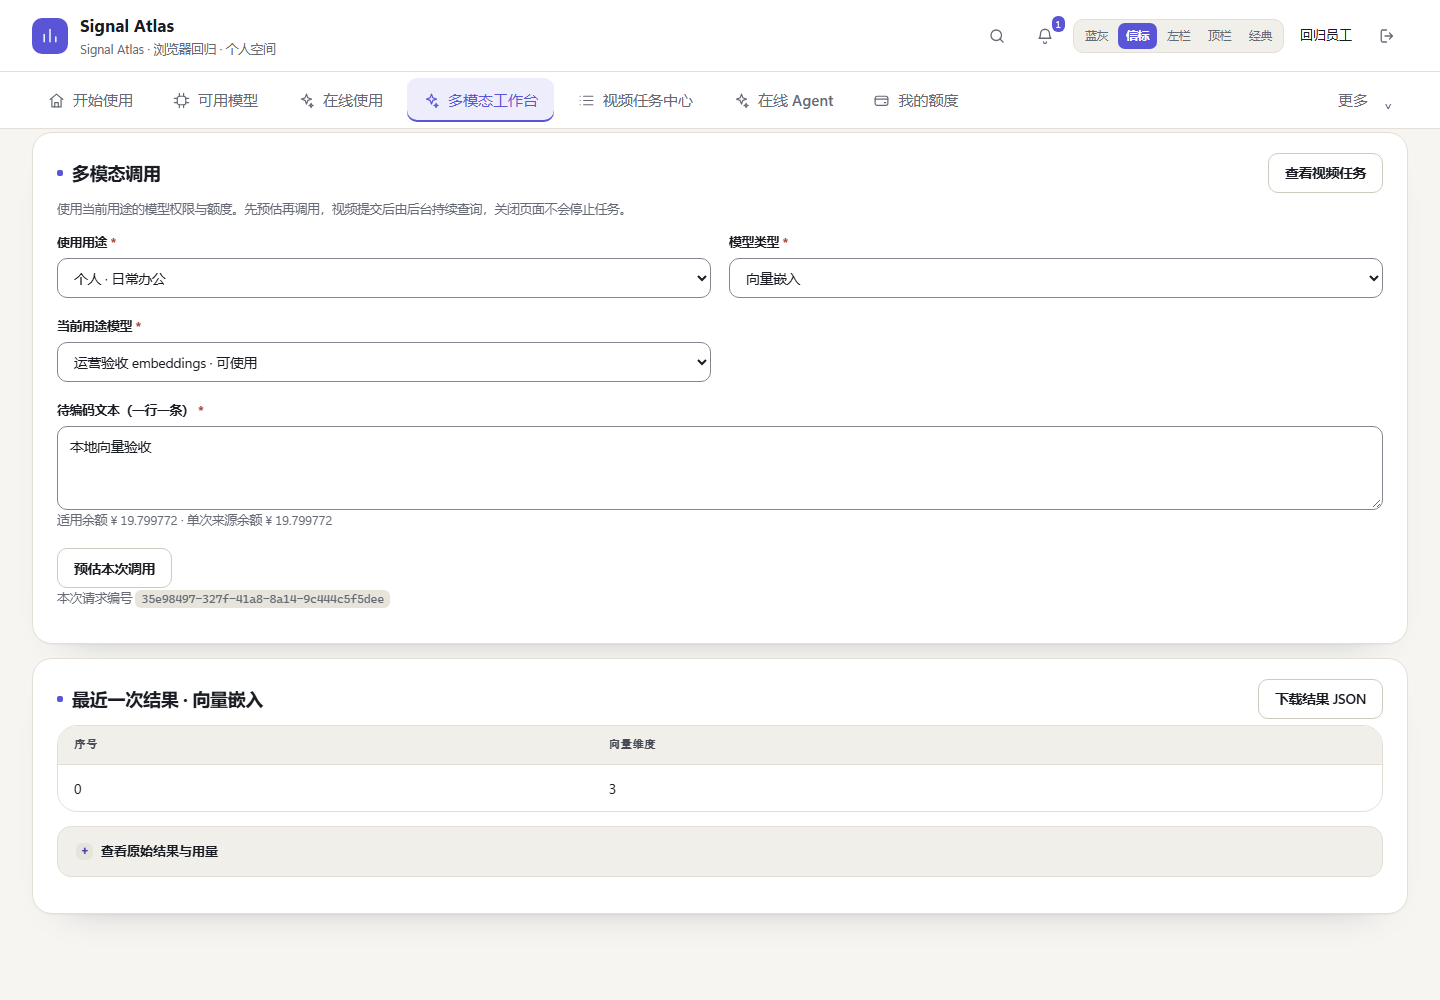 Signal Atlas
Signal Atlas · 浏览器回归 · 个人空间
1
蓝灰 信标 左栏 顶栏 经典
回归员工
开始使用 可用模型 在线使用 多模态工作台 视频任务中心 在线 Agent 我的额度 更多
多模态调用
查看视频任务
使用当前用途的模型权限与额度。先预估再调用，视频提交后由后台持续查询，关闭页面不会停止任务。
使用用途 * 模型类型 *
个人 · 日常办公 向量嵌入
当前用途模型 *
运营验收 embeddings · 可使用
待编码文本（一行一条） *
本地向量验收
适用余额 ¥ 19.799772 · 单次来源余额 ¥ 19.799772
预估本次调用
本次请求编号 35e98497-327f-41a8-8a14-9c444c5f5dee
最近一次结果 · 向量嵌入
下载结果 JSON
序号 向量维度
0 3
+ 查看原始结果与用量